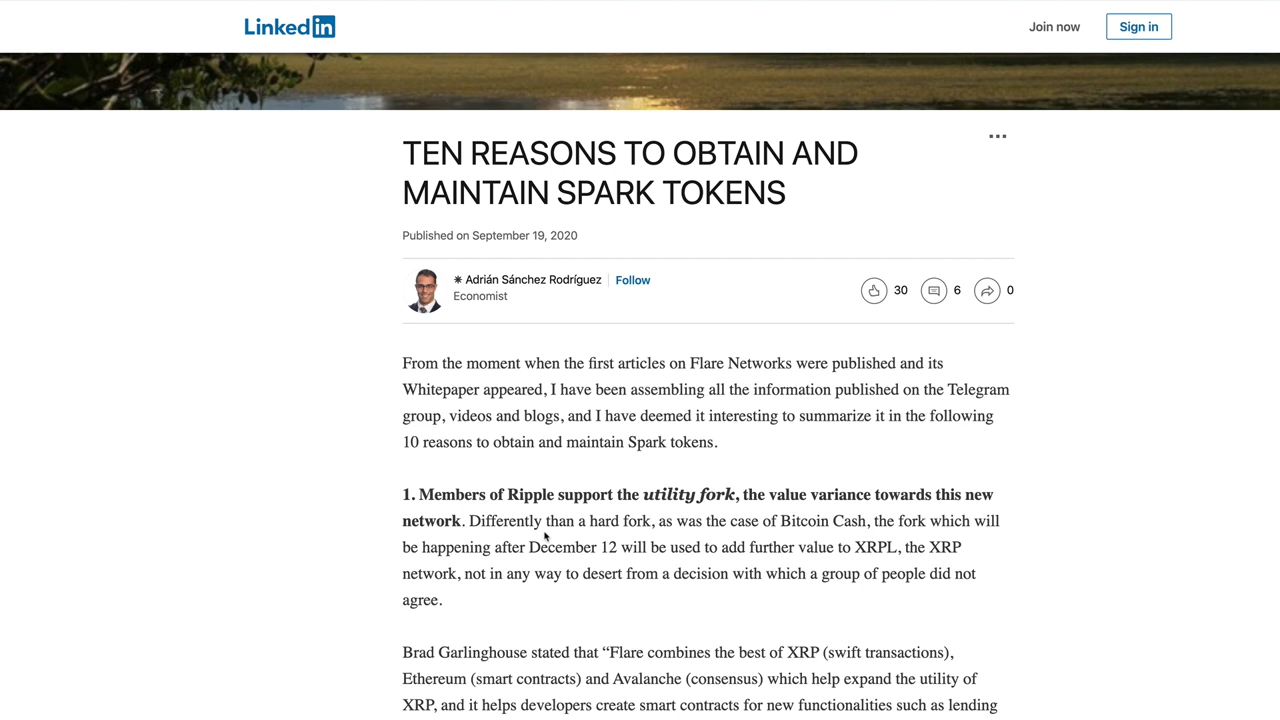 Linked in
Join now
Sign in
TEN REASONS TO OBTAIN AND
MAINTAIN SPARK TOKENS
Published on September 19, 2020
✷ Adrián Sánchez Rodríguez
Follow
Economist
30
6
0
From the moment when the first articles on Flare Networks were published and its
Whitepaper appeared, I have been assembling all the information published on the Telegram
group, videos and blogs, and I have deemed it interesting to summarize it in the following
10 reasons to obtain and maintain Spark tokens.
1. Members of Ripple support the utility fork, the value variance towards this new
network. Differently than a hard fork, as was the case of Bitcoin Cash, the fork which will
be happening after December 12 will be used to add further value to XRPL, the XRP
network, not in any way to desert from a decision with which a group of people did not
agree.
Brad Garlinghouse stated that “Flare combines the best of XRP (swift transactions),
Ethereum (smart contracts) and Avalanche (consensus) which help expand the utility of
XRP, and it helps developers create smart contracts for new functionalities such as lending